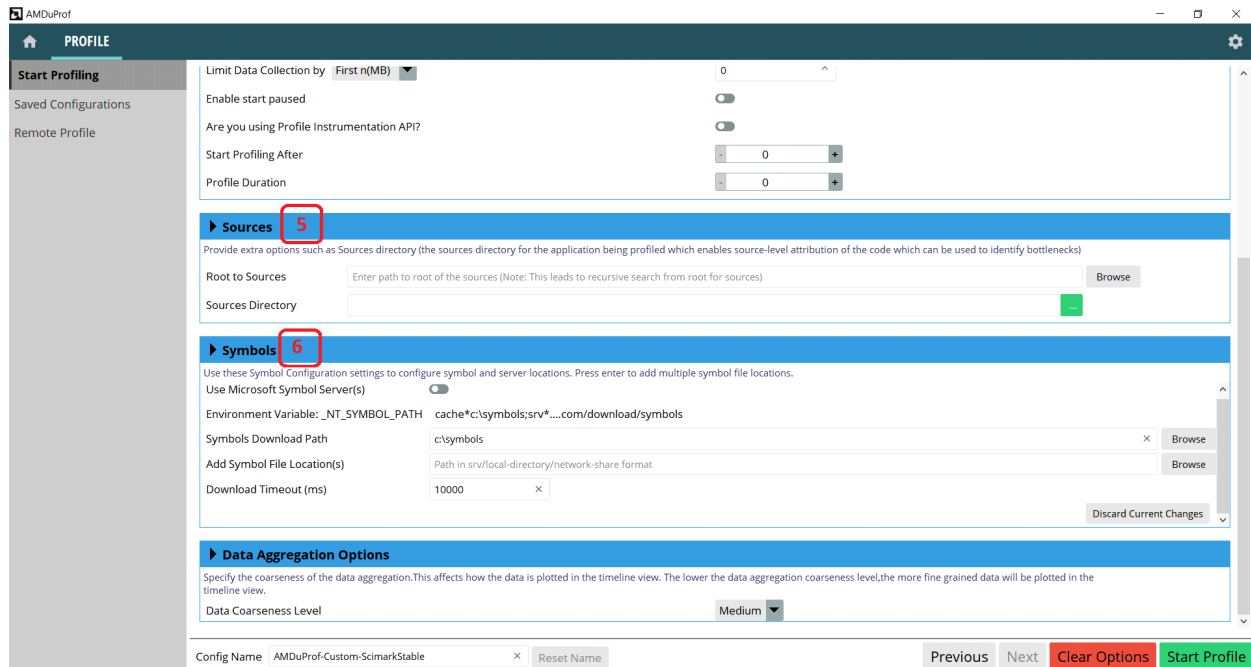 AMDuProf
PROFILE
Start Profiling
Saved Configurations
Remote Profile
Limit Data Collection by First n(MB) 0
Enable start paused
Are you using Profile Instrumentation API?
Start Profiling After - 0 +
Profile Duration - 0 +
Sources 5
Provide extra options such as Sources directory (the sources directory for the application being profiled which enables source-level attribution of the code which can be used to identify bottlenecks)
Root to Sources Enter path to root of the sources (Note: This leads to recursive search from root for sources) Browse
Sources Directory ...
Symbols 6
Use these Symbol Configuration settings to configure symbol and server locations. Press enter to add multiple symbol file locations.
Use Microsoft Symbol Server(s)
Environment Variable: _NT_SYMBOL_PATH cache*c:\symbols;srv*....com/download/symbols
Symbols Download Path c:\symbols × Browse
Add Symbol File Location(s) Path in srv/local-directory/network-share format Browse
Download Timeout (ms) 10000 ×
Discard Current Changes
Data Aggregation Options
Specify the coarseness of the data aggregation.This affects how the data is plotted in the timeline view. The lower the data aggregation coarseness level,the more fine grained data will be plotted in the
timeline view.
Data Coarseness Level Medium
Config Name AMDuProf-Custom-ScimarkStable × Reset Name Previous Next Clear Options Start Profile